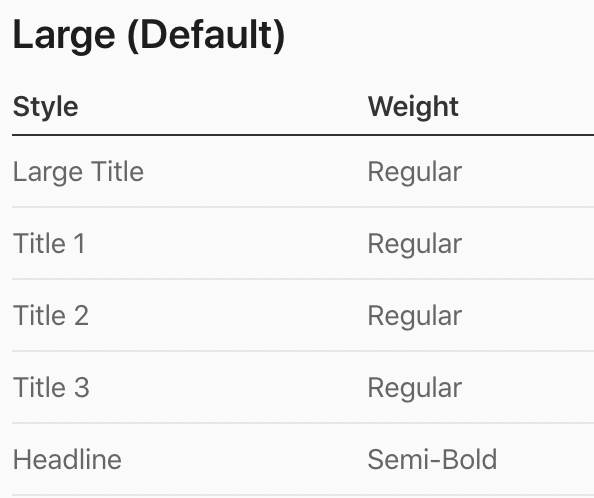 Large (Default)
Style Weight
Large Title Regular
Title 1 Regular
Title 2 Regular
Title 3 Regular
Headline Semi-Bold